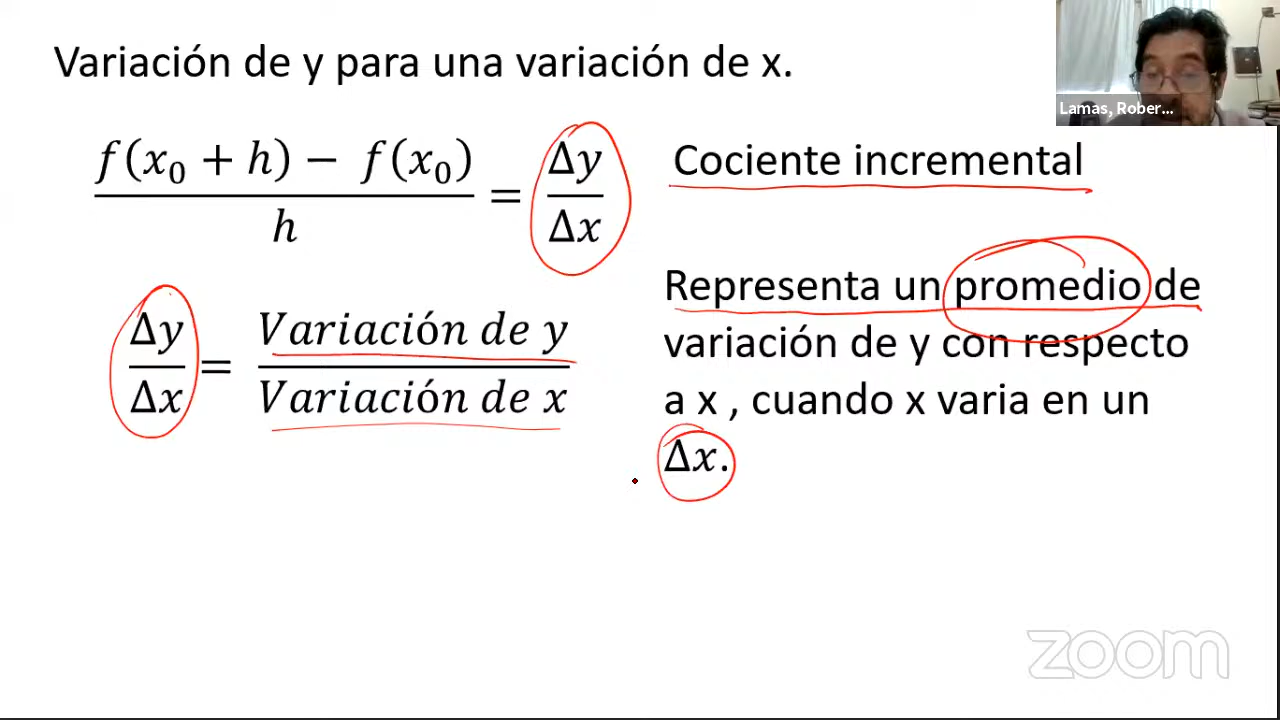 Variación de y para una variación de x.
Lamas, Rober...
f(x₀ + h) − f(x₀)
h
=
Δy
Δx
Cociente incremental
Representa un promedio de
variación de y con respecto
a x , cuando x varia en un
Δx.
Δy
Δx
=
Variación de y
Variación de x
zoom